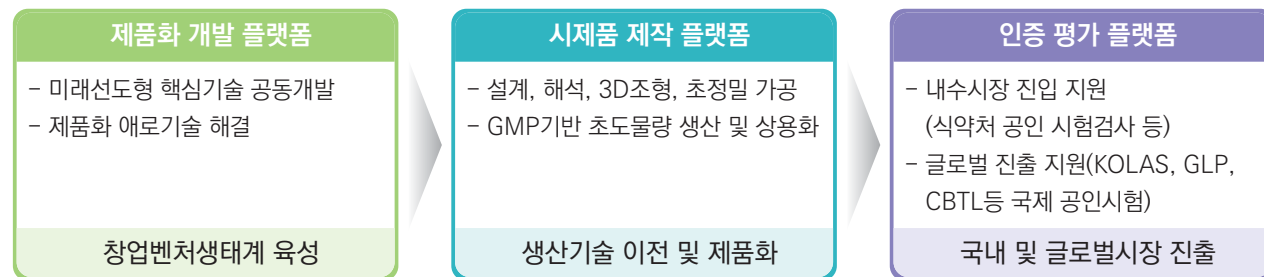 제품화 개발 플랫폼
– 미래선도형 핵심기술 공동개발
– 제품화 애로기술 해결
창업벤처생태계 육성
시제품 제작 플랫폼
– 설계, 해석, 3D조형, 초정밀 가공
– GMP기반 초도물량 생산 및 상용화
생산기술 이전 및 제품화
인증 평가 플랫폼
– 내수시장 진입 지원
(식약처 공인 시험검사 등)
– 글로벌 진출 지원(KOLAS, GLP,
CBTL등 국제 공인시험)
국내 및 글로벌시장 진출